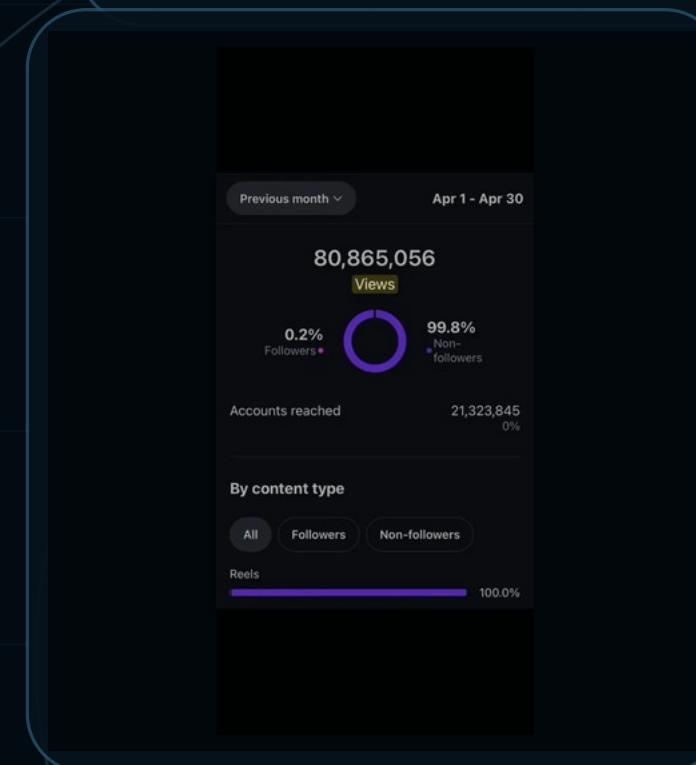 Previous month
Apr 1 - Apr 30
80,865,056
Views
0.2%
Followers
99.8%
Non-
followers
Accounts reached
21,323,845
0%
By content type
All
Followers
Non-followers
Reels
100.0%